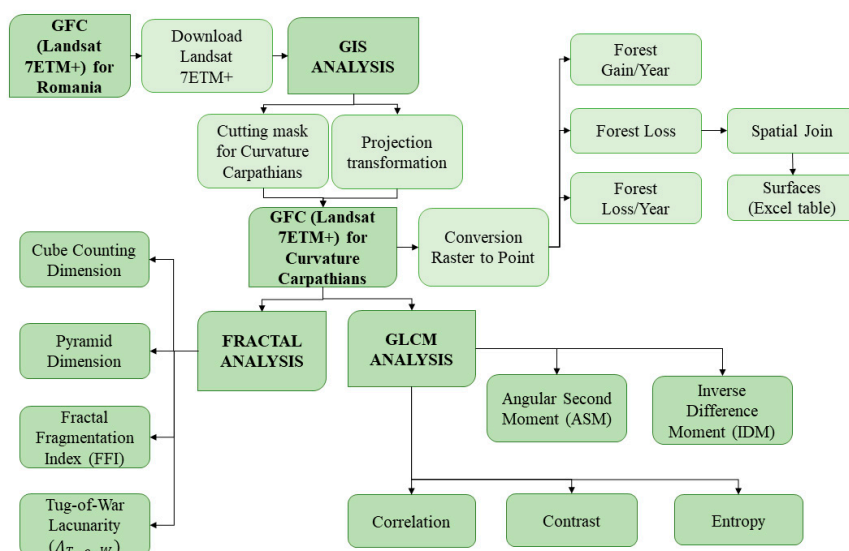 GFC
(Landsat
7ETM+) for
Romania
Download
Landsat
7ETM+
GIS
ANALYSIS
Cutting mask
for Curvature
Carpathians
Projection
transformation
GFC (Landsat
7ETM+) for
Curvature
Carpathians
Conversion
Raster to Point
Forest
Gain/Year
Forest Loss
Spatial Join
Forest
Loss/Year
Surfaces
(Excel table)
Cube Counting
Dimension
Pyramid
Dimension
Fractal
Fragmentation
Index (FFI)
Tug-of-War
Lacunarity
FRACTAL
ANALYSIS
GLCM
ANALYSIS
Angular Second
Moment (ASM)
Inverse
Difference
Moment (IDM)
Correlation
Contrast
Entropy